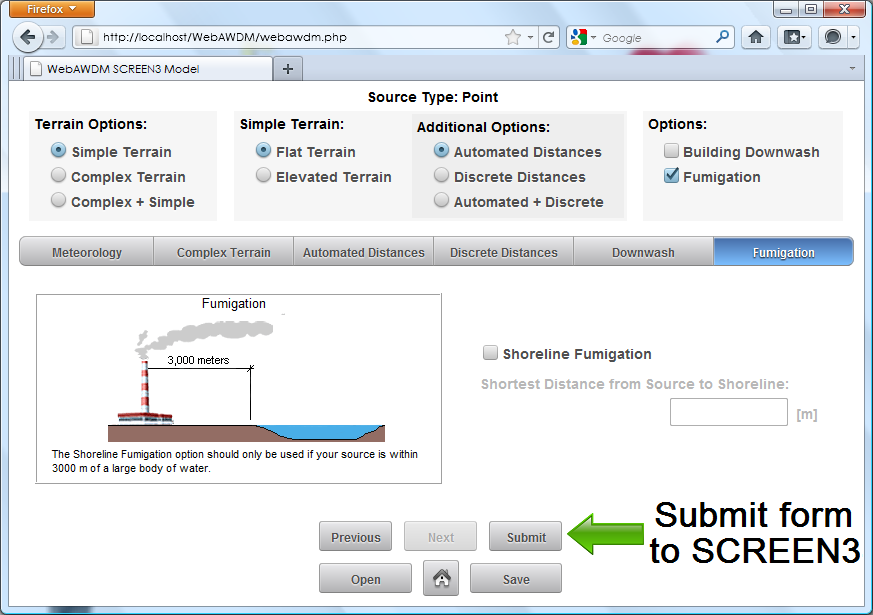 Firefox
http://localhost/WebAWDM/webawdm.php
Google
WebAWDM SCREEN3 Model
Source Type: Point
Terrain Options:
Simple Terrain
Complex Terrain
Complex + Simple
Simple Terrain:
Flat Terrain
Elevated Terrain
Additional Options:
Automated Distances
Discrete Distances
Automated + Discrete
Options:
Building Downwash
Fumigation
Meteorology
Complex Terrain
Automated Distances
Discrete Distances
Downwash
Fumigation
Fumigation
3,000 meters
The Shoreline Fumigation option should only be used if your source is within
3000 m of a large body of water.
Shoreline Fumigation
Shortest Distance from Source to Shoreline:
[m]
Previous
Next
Submit
Submit form
to SCREEN3
Open
Save